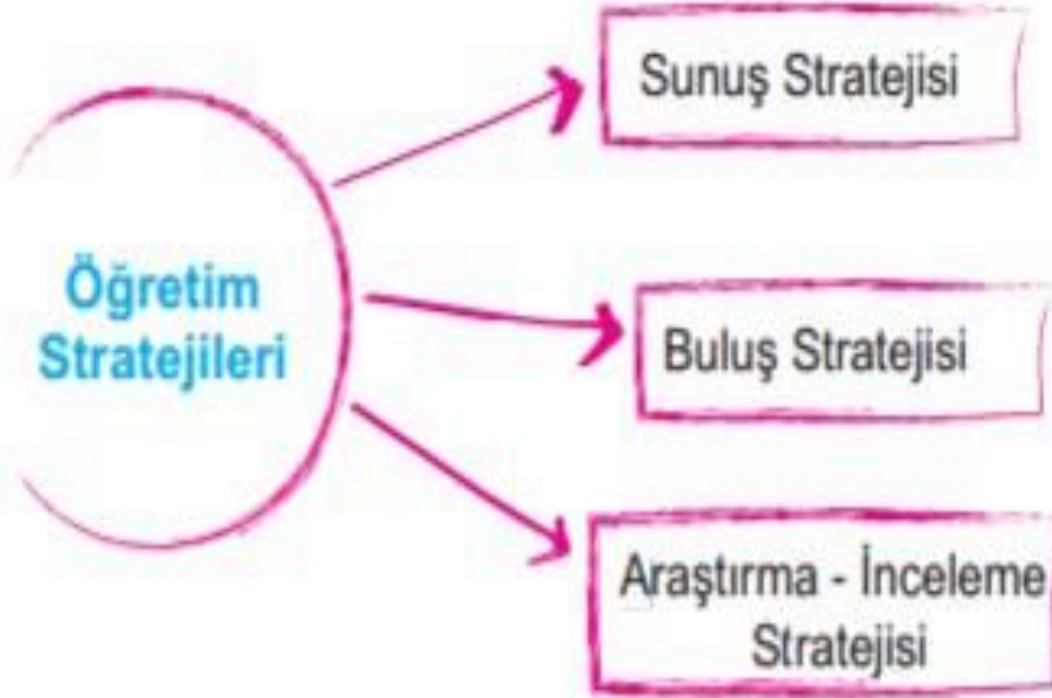 Öğretim
Stratejileri
Sunuş Stratejisi
Buluş Stratejisi
Araştırma - İnceleme
Stratejisi